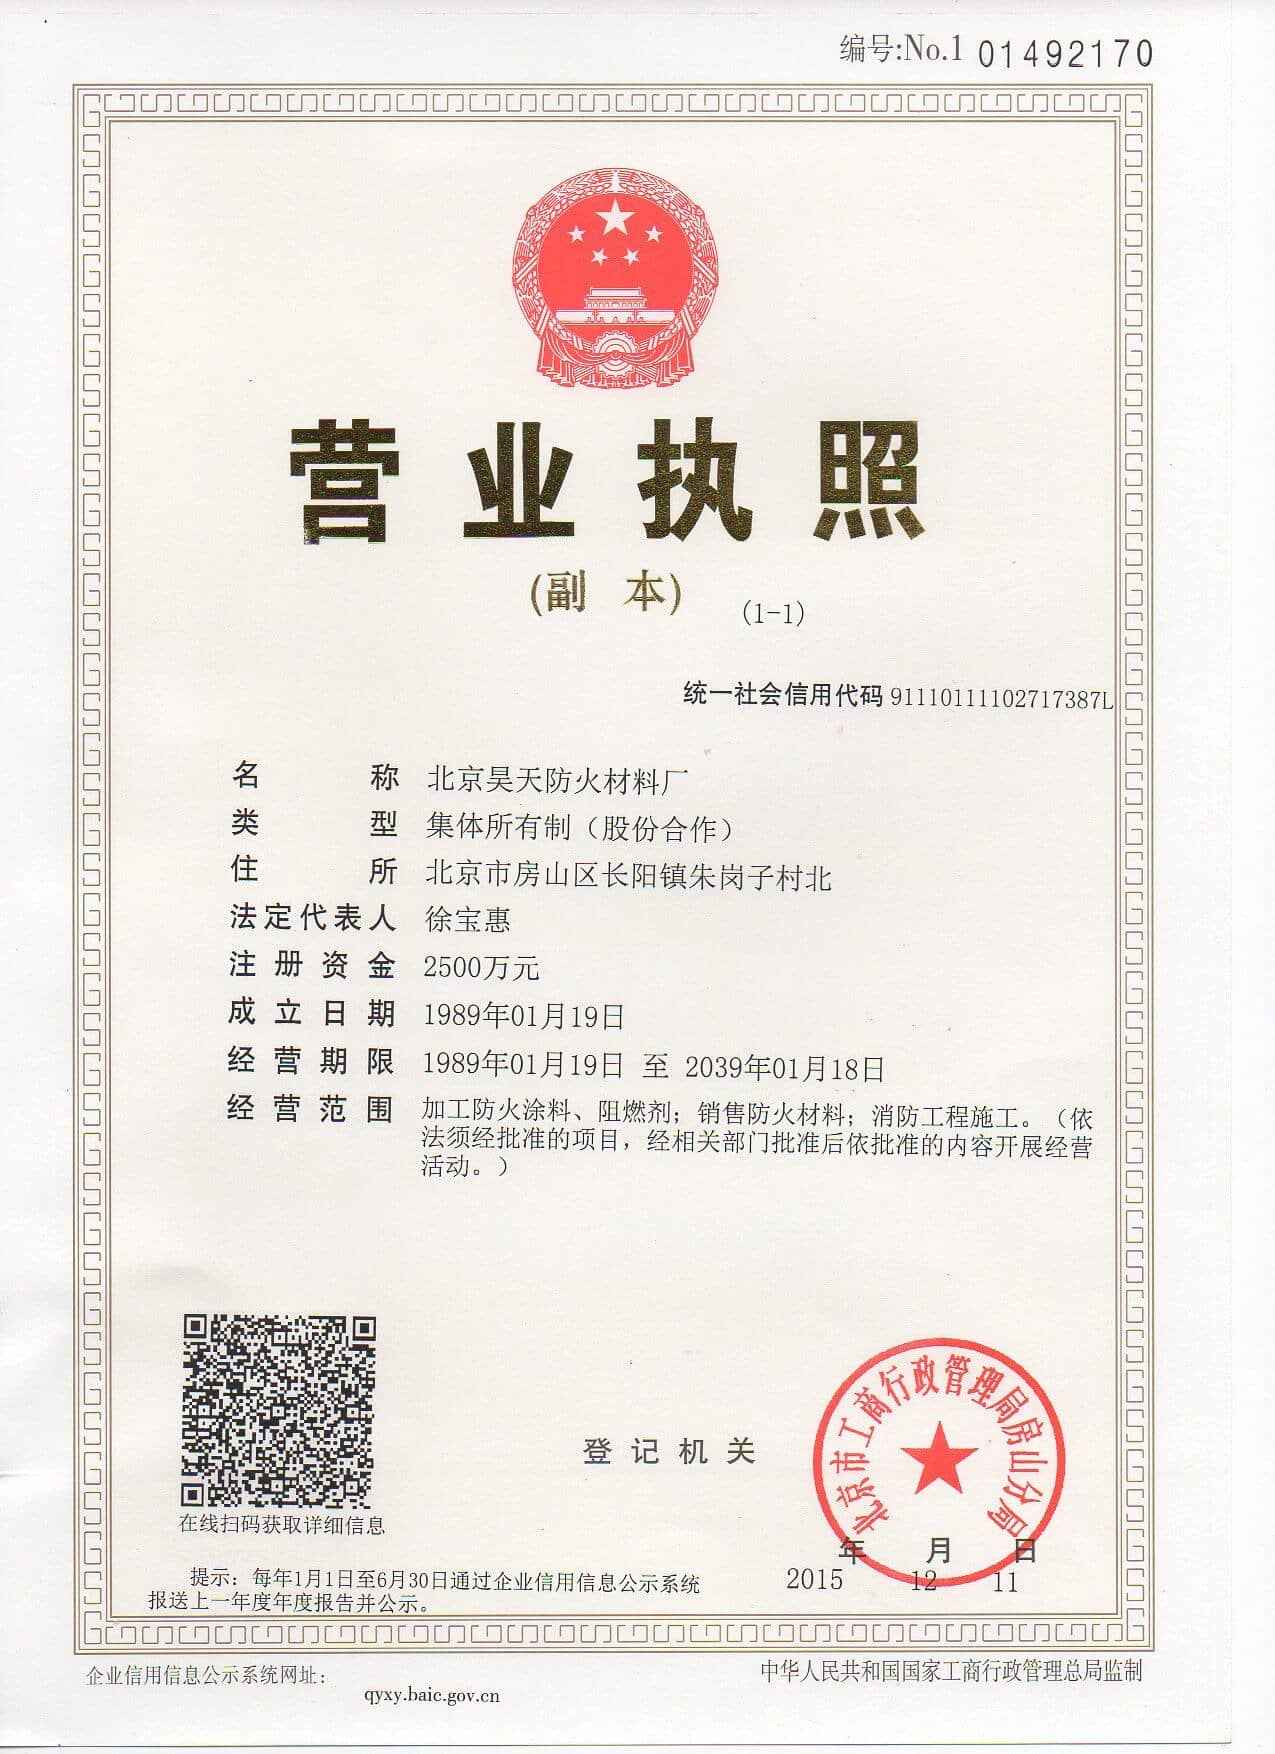 编号:No.1 01492170
营业执照
(副 本) (1-1)
统一社会信用代码 91110111102717387L
名称 北京昊天防火材料厂
类型 集体所有制（股份合作）
住所 北京市房山区长阳镇朱岗子村北
法定代表人 徐宝惠
注册资金 2500万元
成立日期 1989年01月19日
经营期限 1989年01月19日 至 2039年01月18日
经营范围 加工防火涂料、阻燃剂；销售防火材料；消防工程施工。（依
法须经批准的项目，经相关部门批准后依批准的内容开展经营
活动。）
在线扫码获取详细信息
登记机关
北京市工商行政管理局房山分局
年 月 日
2015 12 11
提示：每年1月1日至6月30日通过企业信用信息公示系统
报送上一年度年度报告并公示。
企业信用信息公示系统网址：
qyxy.baic.gov.cn
中华人民共和国国家工商行政管理总局监制